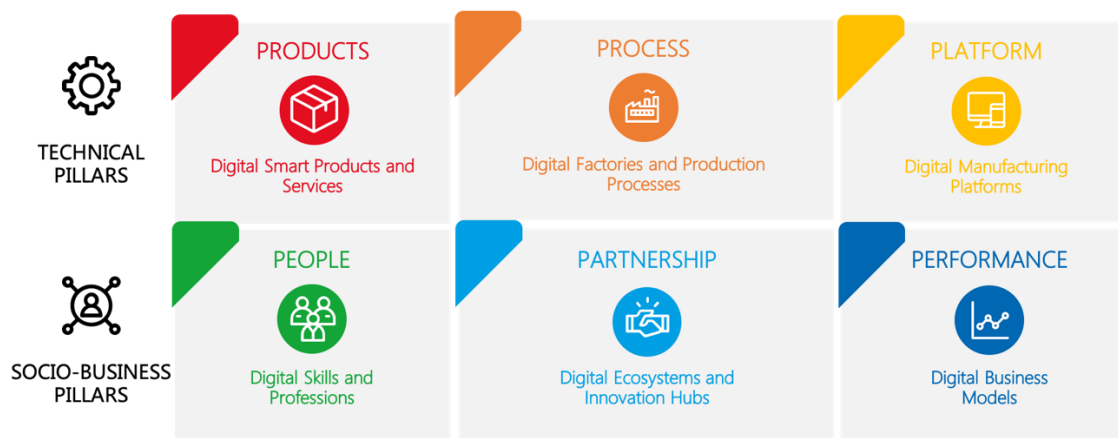 TECHNICAL
PILLARS
PRODUCTS
Digital Smart Products and
Services
PROCESS
Digital Factories and Production
Processes
PLATFORM
Digital Manufacturing
Platforms
SOCIO-BUSINESS
PILLARS
PEOPLE
Digital Skills and
Professions
PARTNERSHIP
Digital Ecosystems and
Innovation Hubs
PERFORMANCE
Digital Business
Models